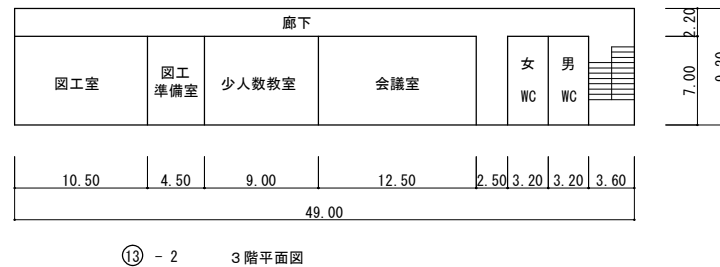 廊下
2.20
図工室
図工
準備室
少人数教室
会議室
女
WC
男
WC
7.00
10.50
4.50
9.00
12.50
2.50
3.20
3.20
3.60
49.00
⑬ - 2 3階平面図